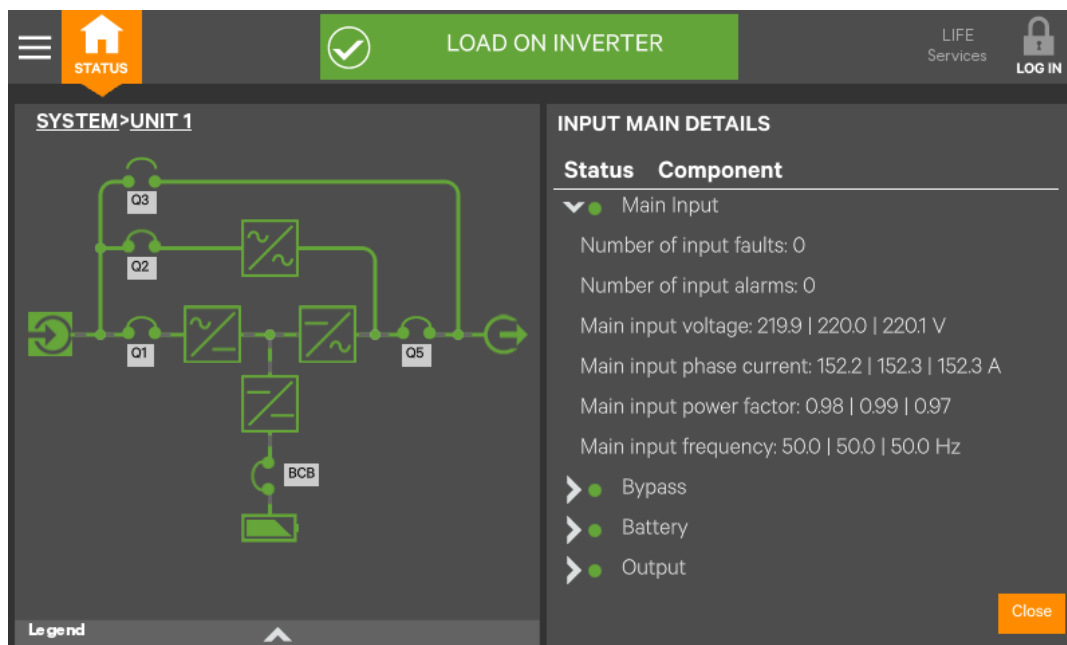 STATUS
LOAD ON INVERTER
LIFE
Services
LOG IN
SYSTEM>UNIT 1
Q3
Q2
Q1
Q5
BCB
Legend
INPUT MAIN DETAILS
Status Component
Main Input
Number of input faults: 0
Number of input alarms: 0
Main input voltage: 219.9 | 220.0 | 220.1 V
Main input phase current: 152.2 | 152.3 | 152.3 A
Main input power factor: 0.98 | 0.99 | 0.97
Main input frequency: 50.0 | 50.0 | 50.0 Hz
Bypass
Battery
Output
Close